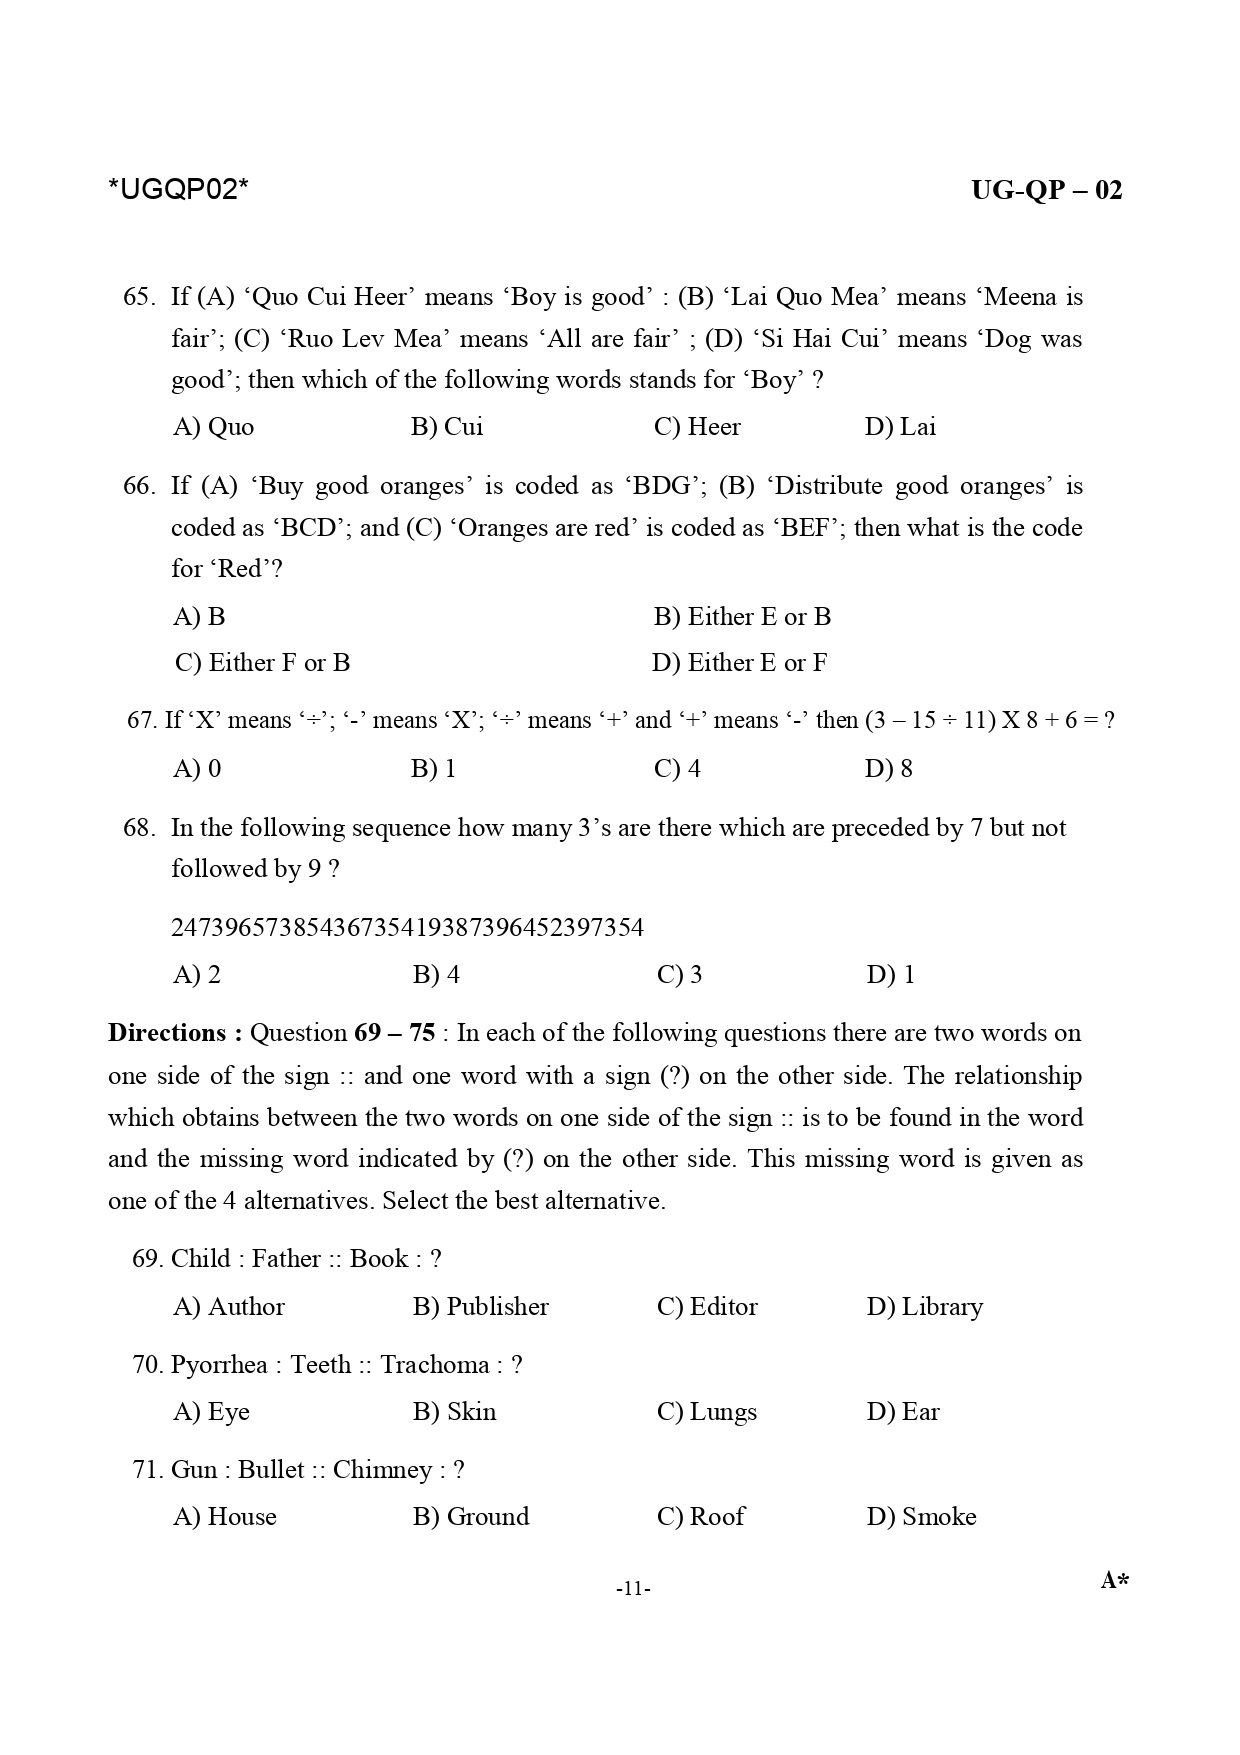 *UGQP02* UG-QP – 02
65. If (A) ‘Quo Cui Heer’ means ‘Boy is good’ : (B) ‘Lai Quo Mea’ means ‘Meena is
fair’; (C) ‘Ruo Lev Mea’ means ‘All are fair’ ; (D) ‘Si Hai Cui’ means ‘Dog was
good’; then which of the following words stands for ‘Boy’ ?
A) Quo B) Cui C) Heer D) Lai
66. If (A) ‘Buy good oranges’ is coded as ‘BDG’; (B) ‘Distribute good oranges’ is
coded as ‘BCD’; and (C) ‘Oranges are red’ is coded as ‘BEF’; then what is the code
for ‘Red’?
A) B B) Either E or B
C) Either F or B D) Either E or F
67. If ‘X’ means ‘÷’; ‘-’ means ‘X’; ‘÷’ means ‘+’ and ‘+’ means ‘-’ then (3 – 15 ÷ 11) X 8 + 6 = ?
A) 0 B) 1 C) 4 D) 8
68. In the following sequence how many 3’s are there which are preceded by 7 but not
followed by 9 ?
2473965738543673541938739645239​7354
A) 2 B) 4 C) 3 D) 1
Directions : Question 69 – 75 : In each of the following questions there are two words on
one side of the sign :: and one word with a sign (?) on the other side. The relationship
which obtains between the two words on one side of the sign :: is to be found in the word
and the missing word indicated by (?) on the other side. This missing word is given as
one of the 4 alternatives. Select the best alternative.
69. Child : Father :: Book : ?
A) Author B) Publisher C) Editor D) Library
70. Pyorrhea : Teeth :: Trachoma : ?
A) Eye B) Skin C) Lungs D) Ear
71. Gun : Bullet :: Chimney : ?
A) House B) Ground C) Roof D) Smoke
-11- A*